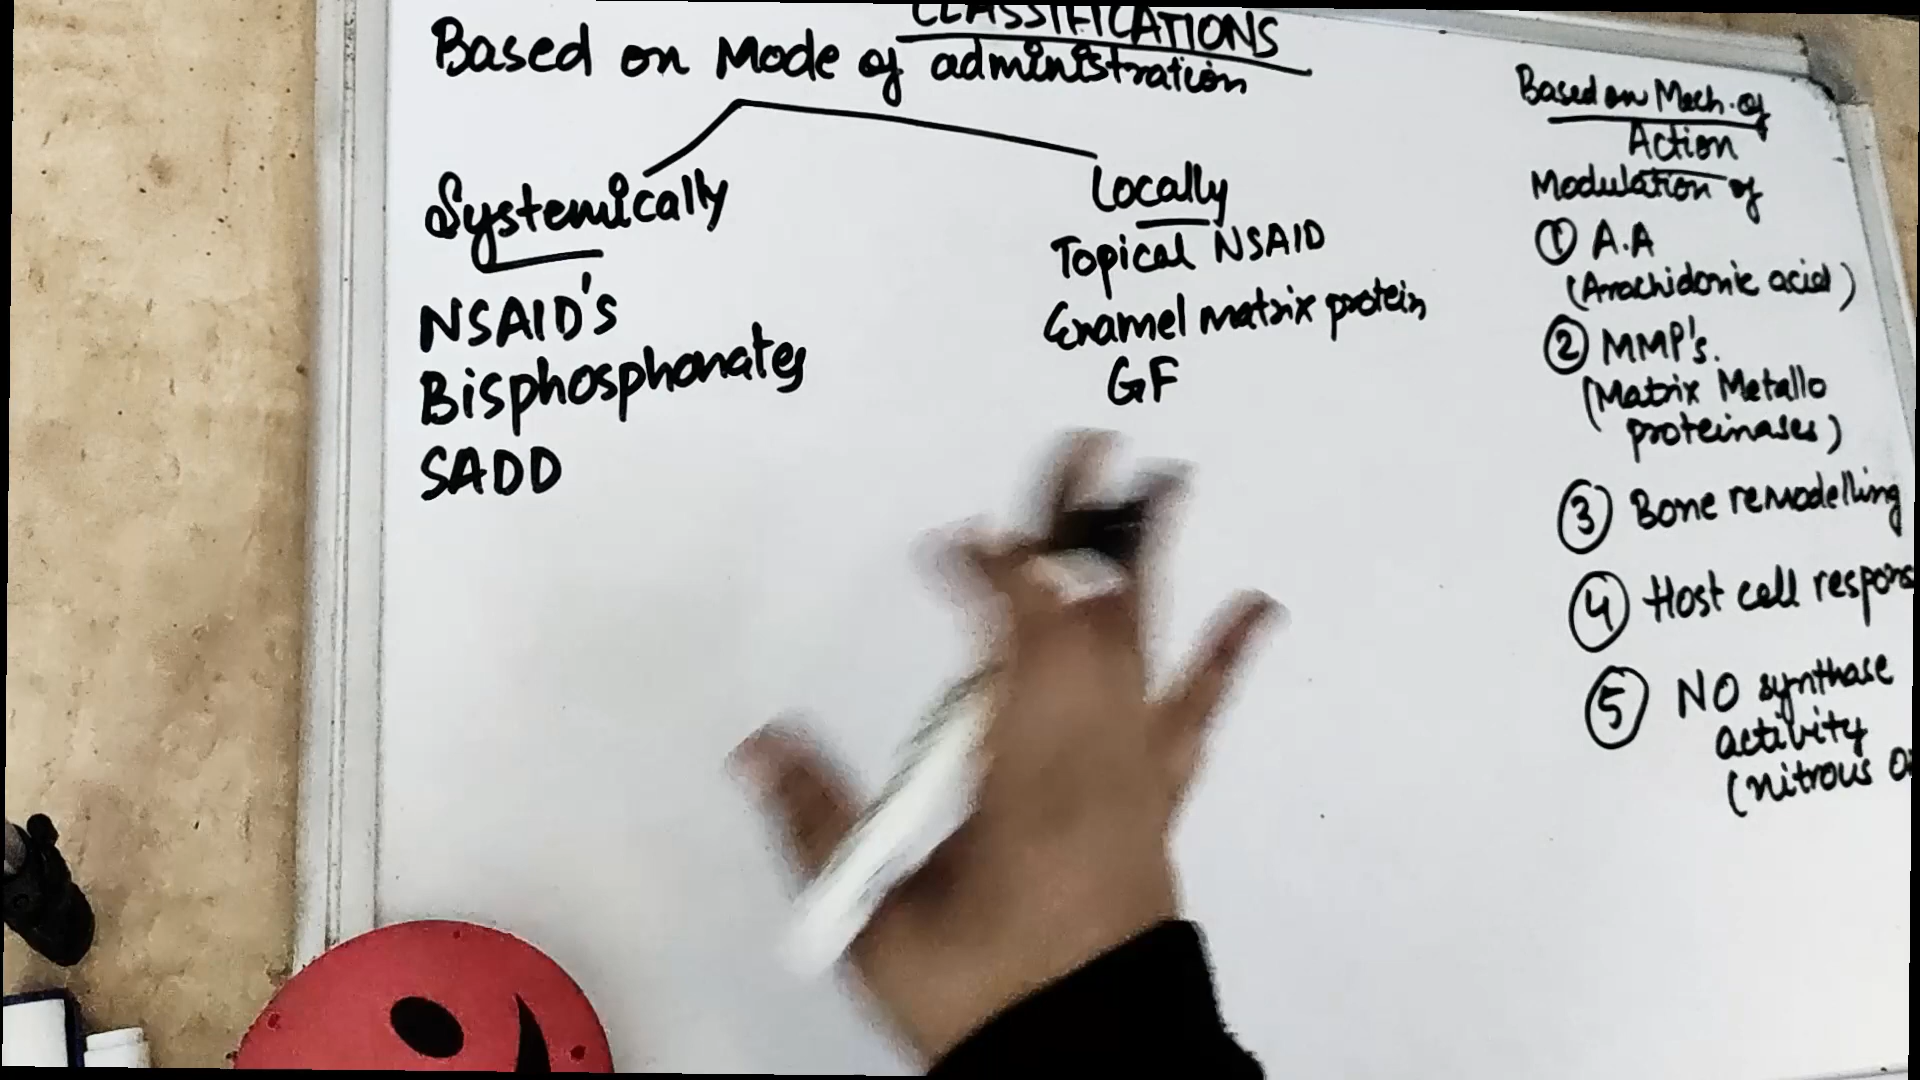 CLASSIFICATIONS
Based on Mode of administration
Systemically
NSAID's
Bisphosphonates
SADD
Locally
Topical NSAID
Enamel matrix protein
GF
Based on Mech. of
Action
Modulation of
① A.A
(Arachidonic acid)
② MMP's.
(Matrix Metallo
proteinases)
③ Bone remodelling
④ Host cell respons
⑤ NO synthase
activity
(nitrous